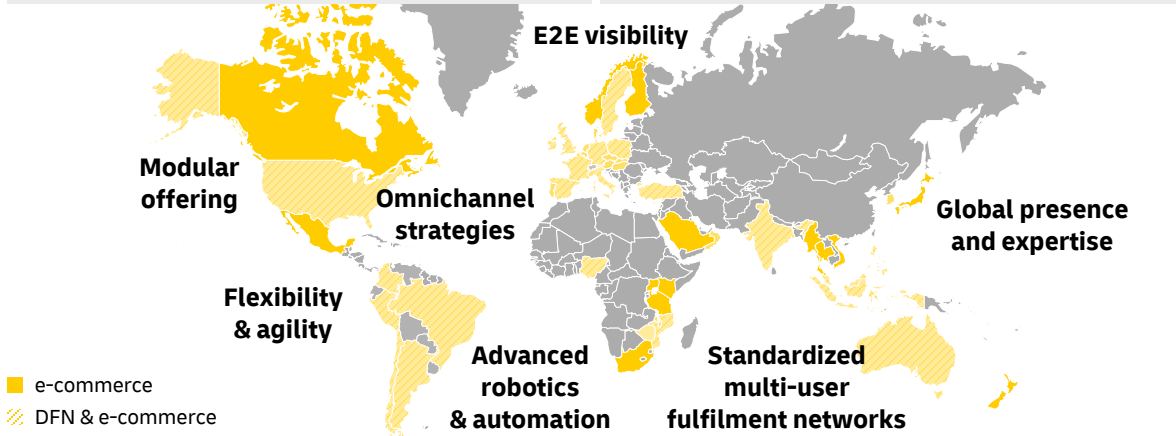 E2E visibility
Modular
offering
Omnichannel
strategies
Global presence
and expertise
Flexibility
& agility
Advanced
robotics
& automation
Standardized
multi-user
fulfilment networks
e-commerce
DFN & e-commerce